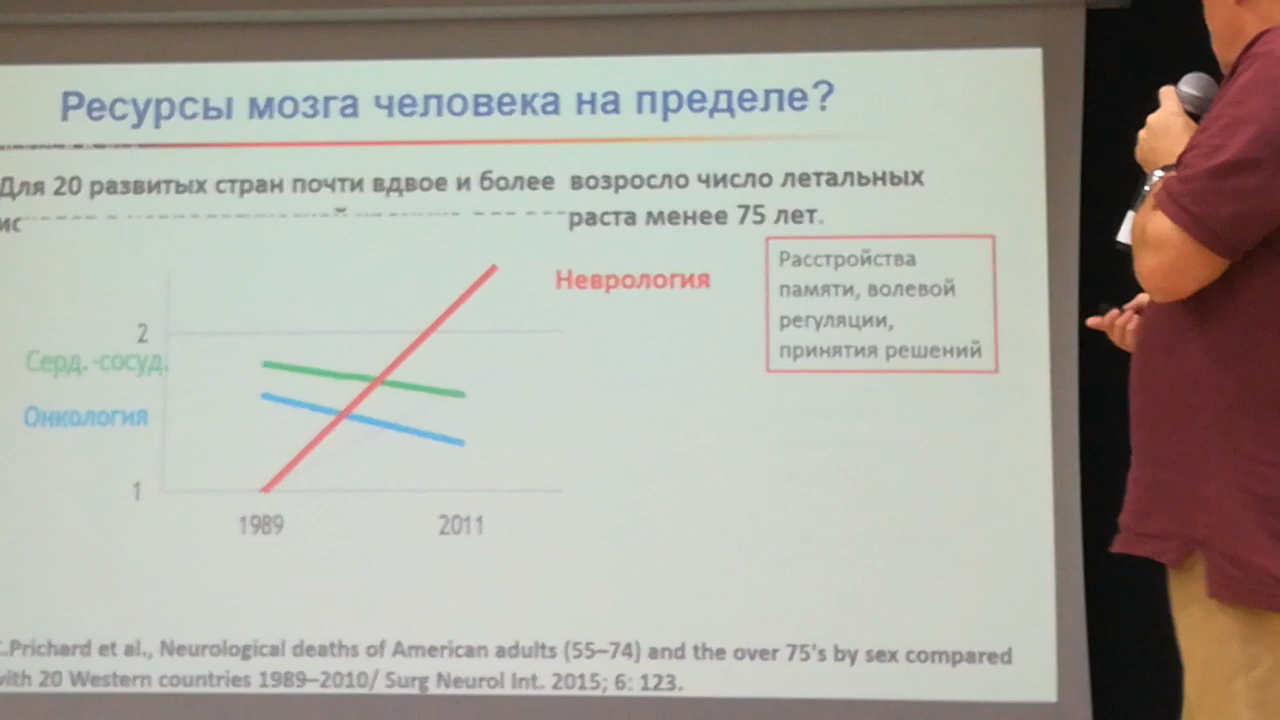 Ресурсы мозга человека на пределе?
Для 20 развитых стран почти вдвое и более возросло число летальных
раста менее 75 лет.
Неврология
Расстройства
памяти, волевой
регуляции,
принятия решений
2
Серд.-сосуд.
Онкология
1
1989 2011
.Prichard et al., Neurological deaths of American adults (55–74) and the over 75's by sex compared
with 20 Western countries 1989–2010/ Surg Neurol Int. 2015; 6: 123.